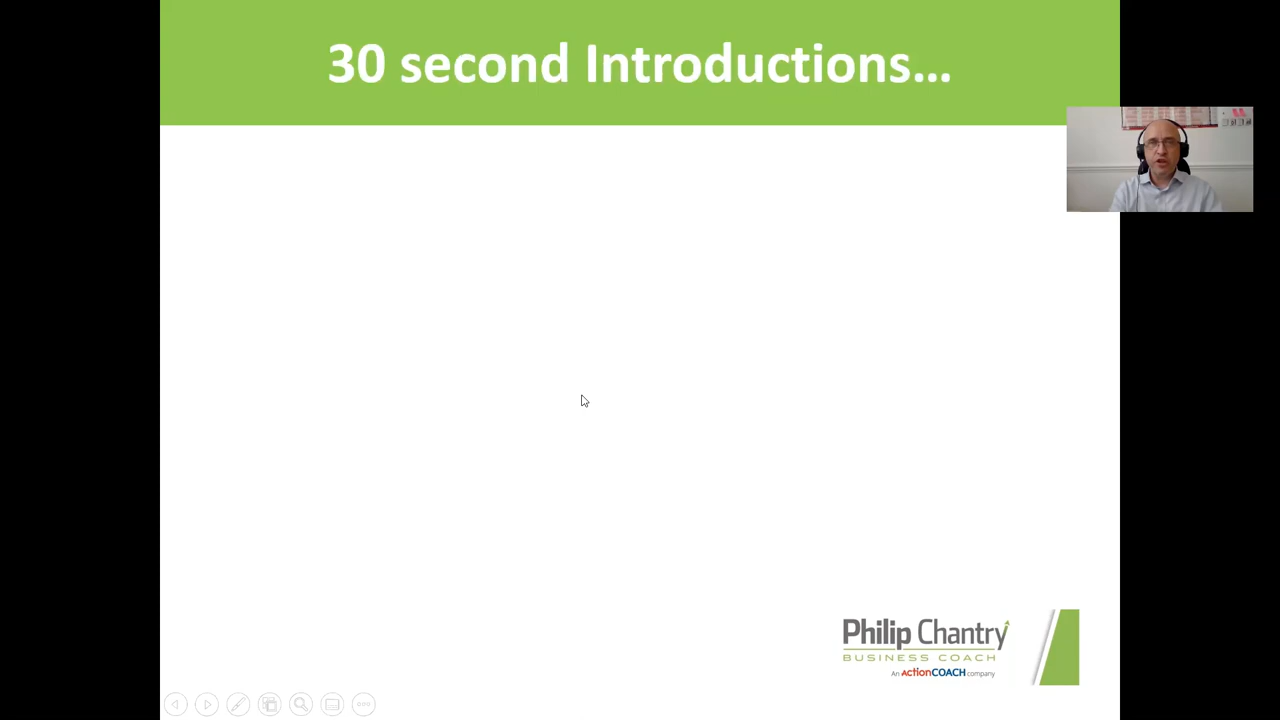 30 second Introductions...
Philip Chantry
BUSINESS COACH
An ActionCOACH company